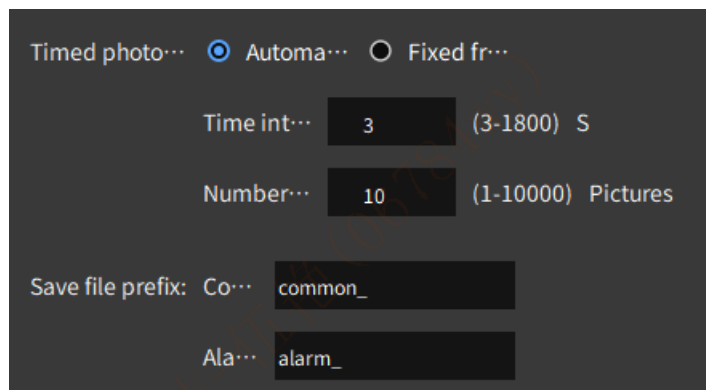 Timed photo··· Automa··· Fixed fr···
Time int··· 3 (3-1800) S
Number··· 10 (1-10000) Pictures
Save file prefix: Co··· common_
Ala··· alarm_